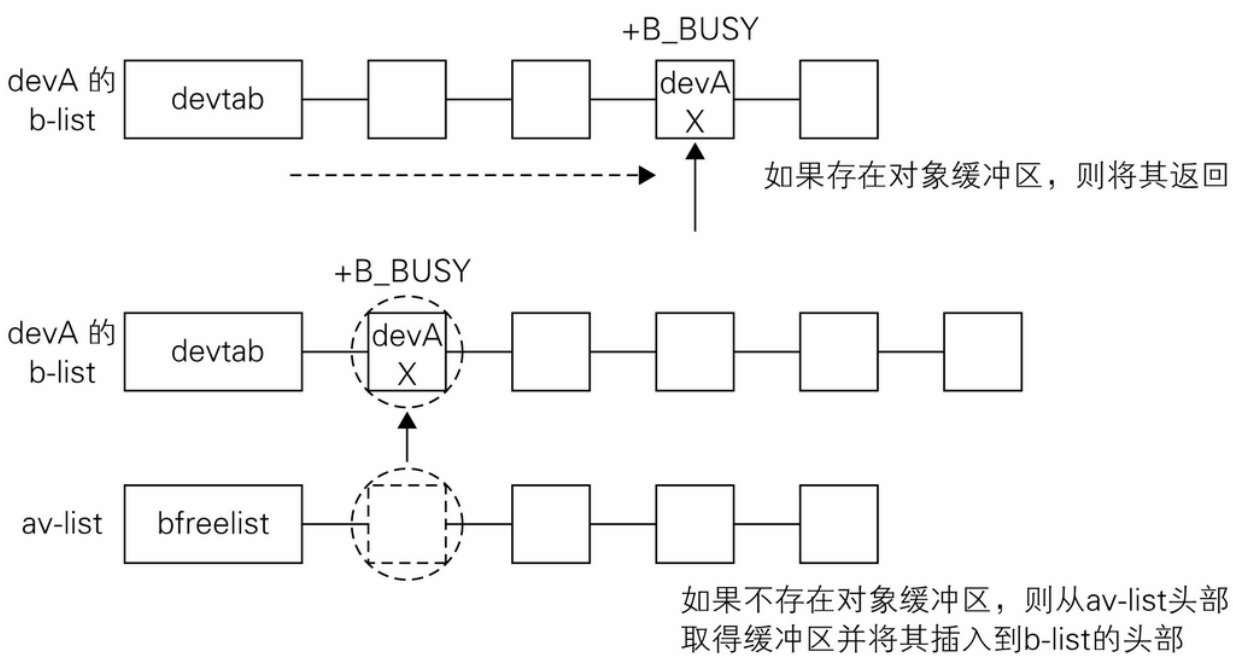 +B_BUSY
devA 的
b-list
devtab
devA
X
如果存在对象缓冲区，则将其返回
+B_BUSY
devA 的
b-list
devtab
devA
X
av-list
bfreelist
如果不存在对象缓冲区，则从av-list头部
取得缓冲区并将其插入到b-list的头部